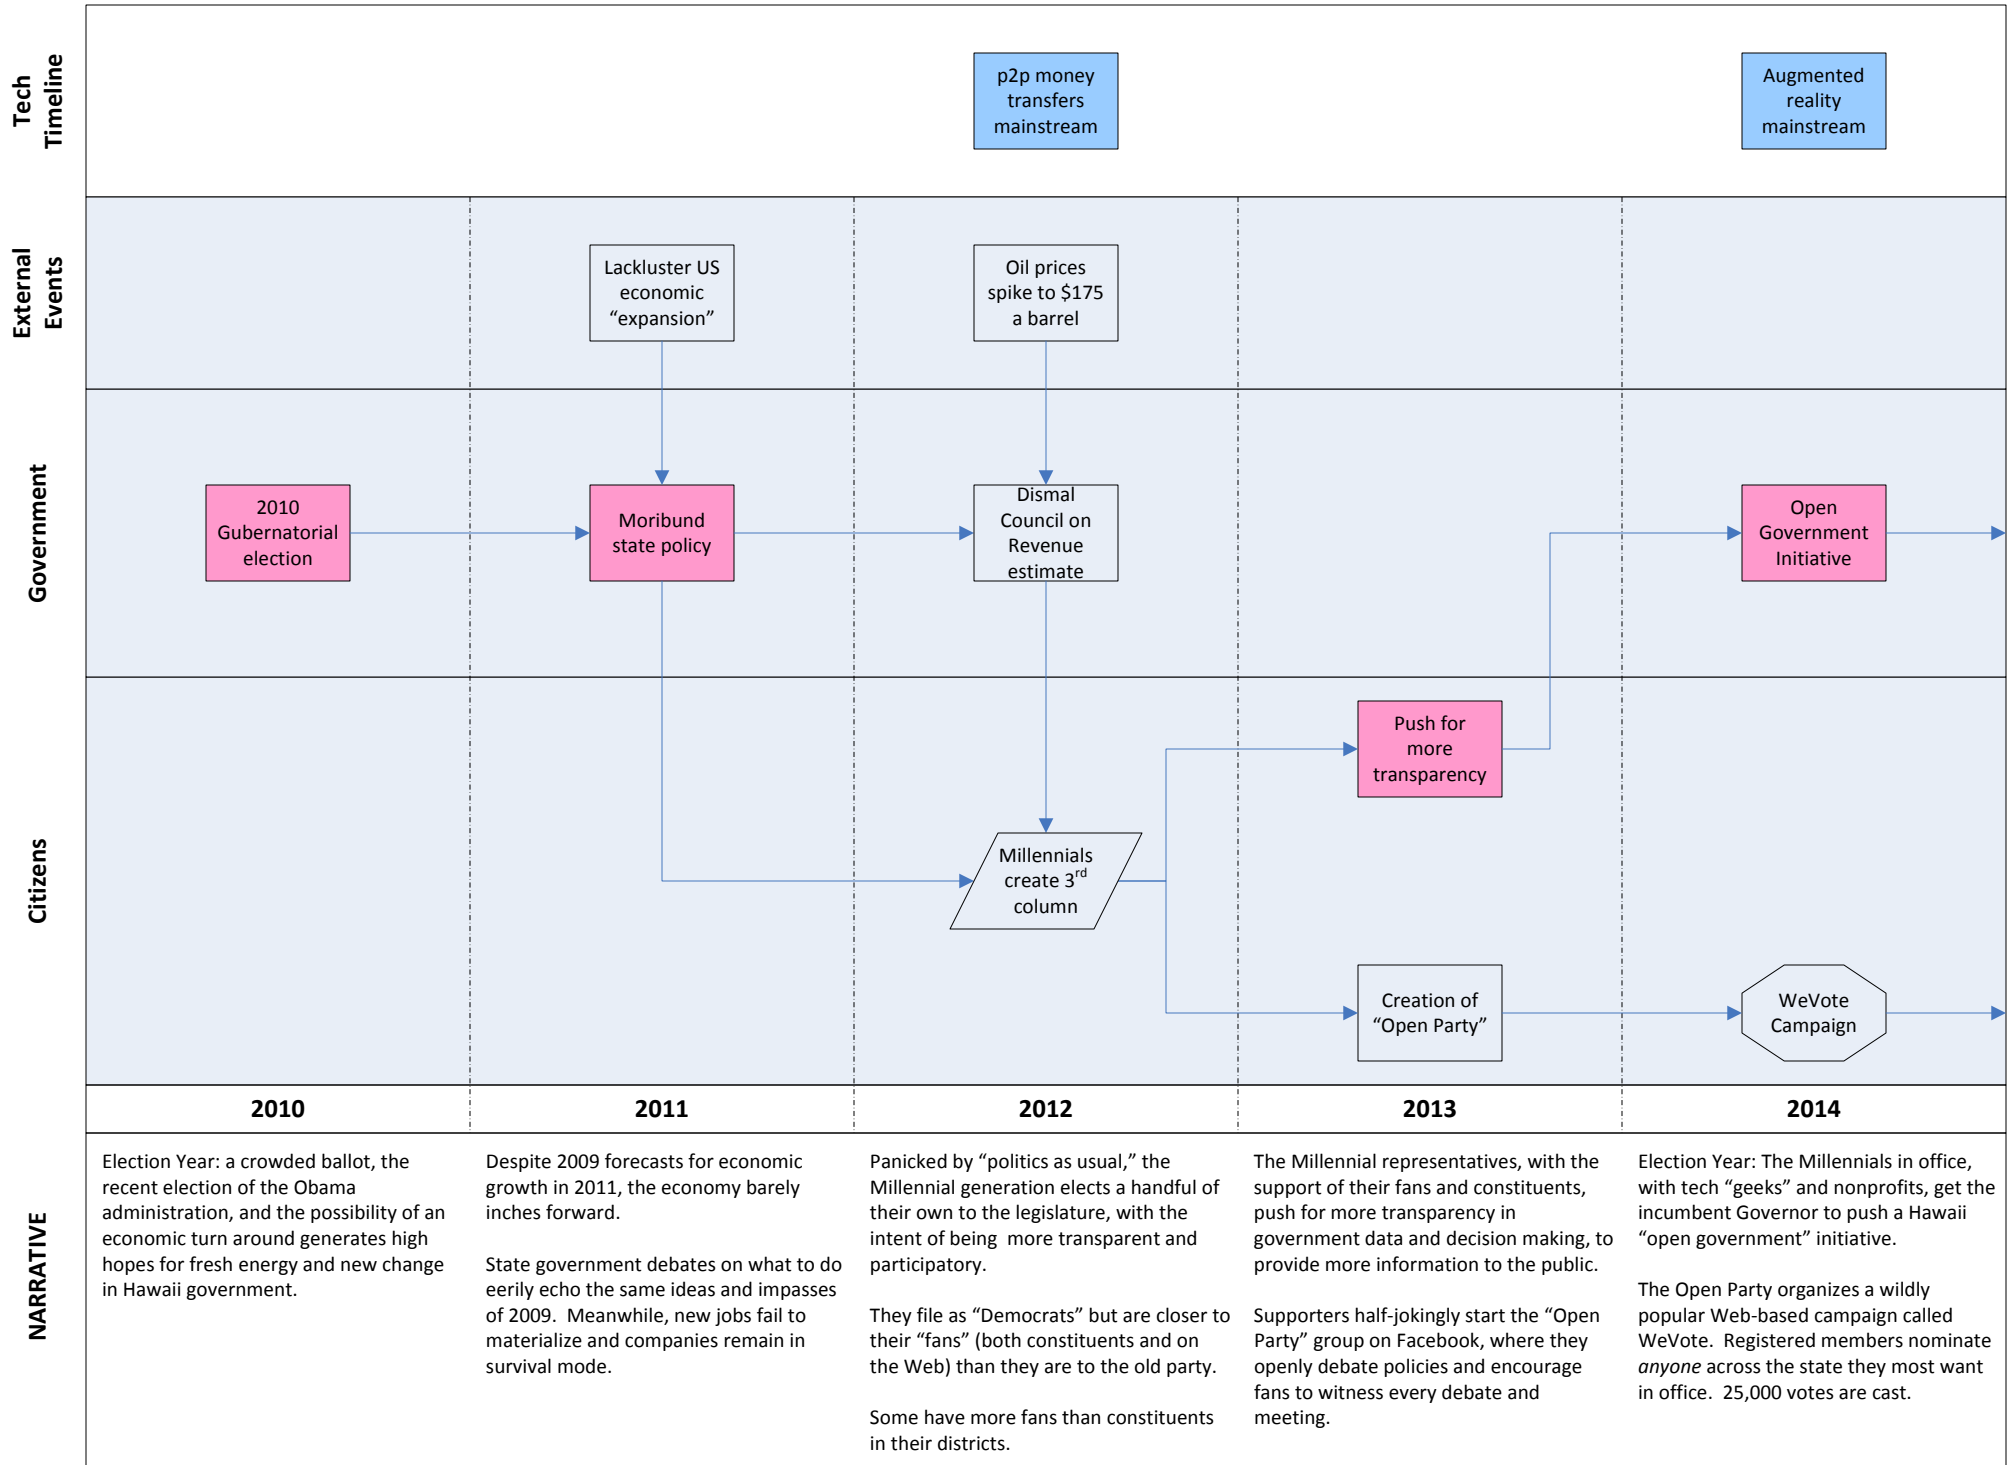 Tech
Timeline
p2p money
transfers
mainstream
Augmented
reality
mainstream
External
Events
Lackluster US
economic
“expansion”
Oil prices
spike to $175
a barrel
Government
2010
Gubernatorial
election
Moribund
state policy
Dismal
Council on
Revenue
estimate
Open
Government
Initiative
Citizens
Push for
more
transparency
Millennials
create 3rd
column
Creation of
“Open Party”
WeVote
Campaign
2010
2011
2012
2013
2014
NARRATIVE
Election Year: a crowded ballot, the
recent election of the Obama
administration, and the possibility of an
economic turn around generates high
hopes for fresh energy and new change
in Hawaii government.
Despite 2009 forecasts for economic
growth in 2011, the economy barely
inches forward.
State government debates on what to do
eerily echo the same ideas and impasses
of 2009.  Meanwhile, new jobs fail to
materialize and companies remain in
survival mode.
Panicked by “politics as usual,” the
Millennial generation elects a handful of
their own to the legislature, with the
intent of being  more transparent and
participatory.
They file as “Democrats” but are closer to
their “fans” (both constituents and on
the Web) than they are to the old party.
Some have more fans than constituents
in their districts.
The Millennial representatives, with the
support of their fans and constituents,
push for more transparency in
government data and decision making, to
provide more information to the public.
Supporters half-jokingly start the “Open
Party” group on Facebook, where they
openly debate policies and encourage
fans to witness every debate and
meeting.
Election Year: The Millennials in office,
with tech “geeks” and nonprofits, get the
incumbent Governor to push a Hawaii
“open government” initiative.
The Open Party organizes a wildly
popular Web-based campaign called
WeVote.  Registered members nominate
anyone across the state they most want
in office.  25,000 votes are cast.